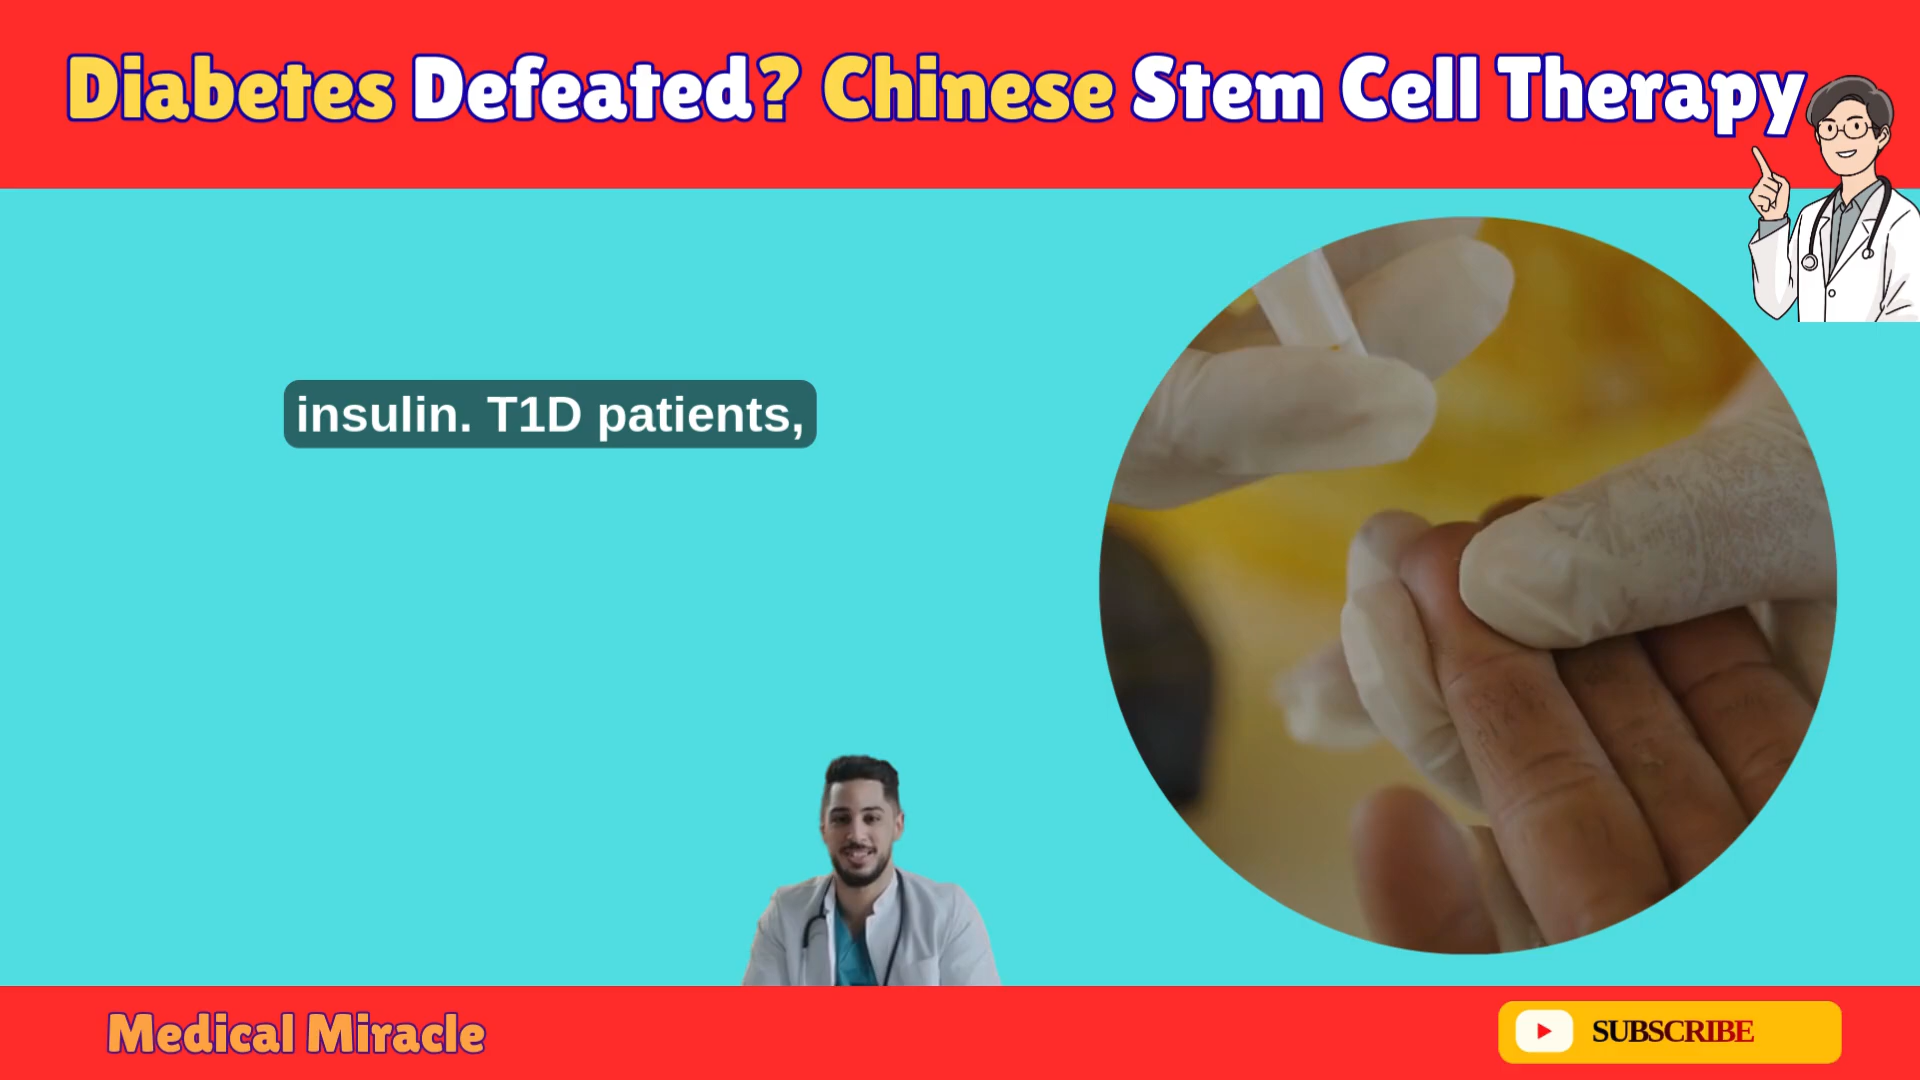 Diabetes Defeated? Chinese Stem Cell Therapy
insulin. T1D patients,
Medical Miracle
SUBSCRIBE